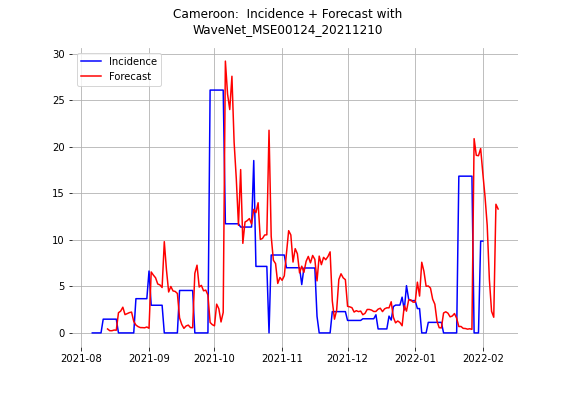 Cameroon:  Incidence + Forecast with
WaveNet_MSE00124_20211210
Incidence
Forecast
30
25
20
15
10
5
0
2021-08 2021-09 2021-10 2021-11 2021-12 2022-01 2022-02